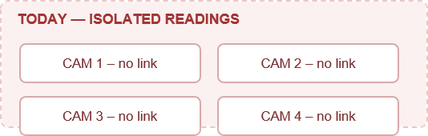 TODAY — ISOLATED READINGS
CAM 1 – no link
CAM 2 – no link
CAM 3 – no link
CAM 4 – no link